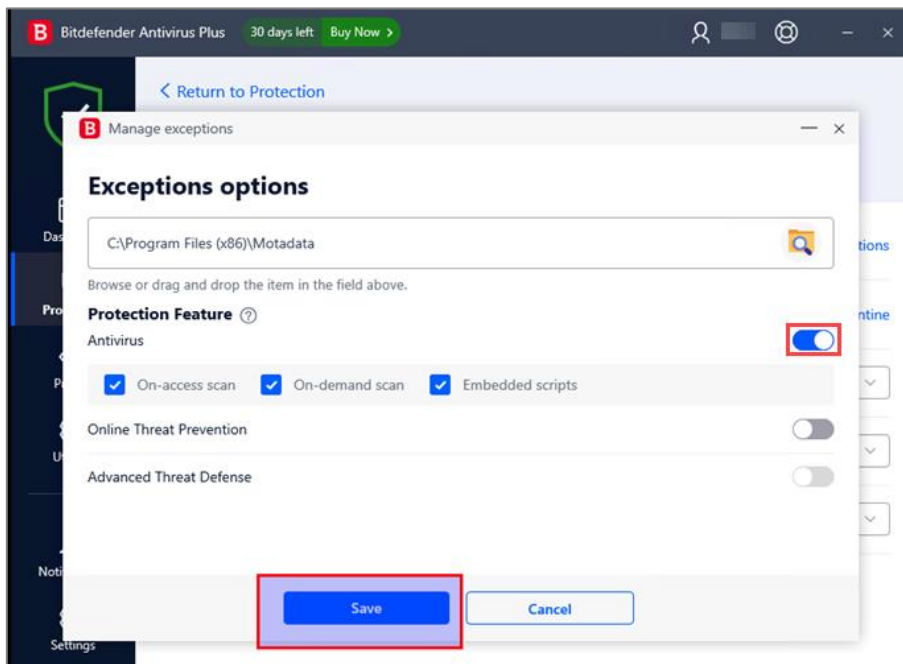 B Bitdefender Antivirus Plus 30 days left Buy Now >
< Return to Protection
B Manage exceptions
Exceptions options
C:\Program Files (x86)\Motadata
Browse or drag and drop the item in the field above.
Protection Feature ?
Antivirus
On-access scan On-demand scan Embedded scripts
Online Threat Prevention
Advanced Threat Defense
Save Cancel
Settings